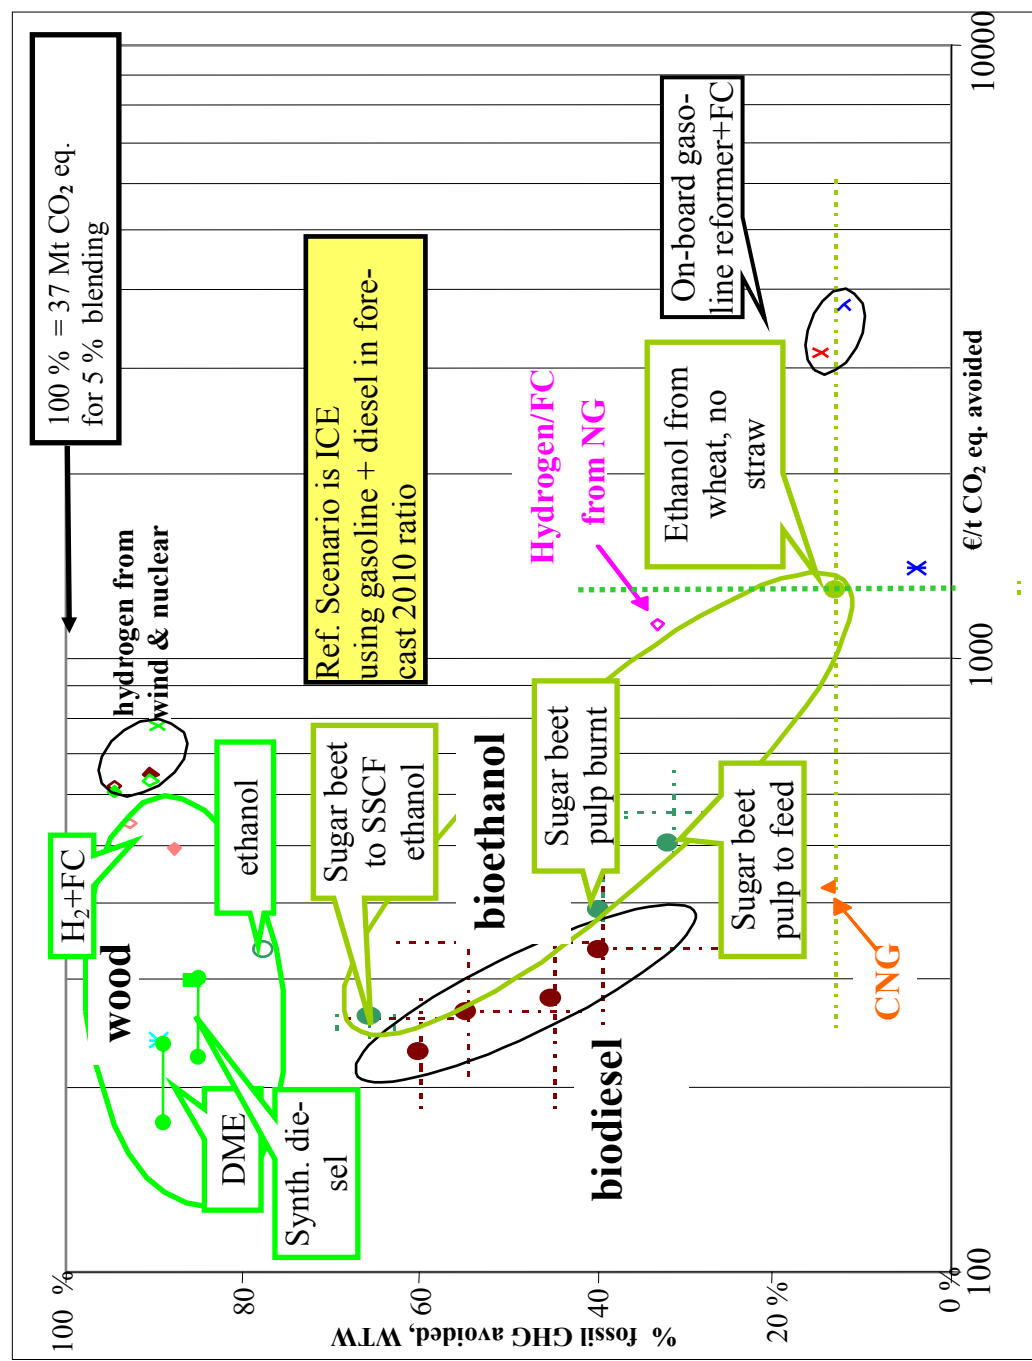 100 % = 37 Mt CO₂ eq.
for 5 % blending
hydrogen from
wind & nuclear
H₂+FC
wood
ethanol
DME
Synth. die-
sel
Ref. Scenario is ICE
using gasoline + diesel in fore-
cast 2010 ratio
Sugar beet
to SSCF
ethanol
bioethanol
Sugar beet
pulp burnt
biodiesel
Sugar beet
pulp to feed
Hydrogen/FC
from NG
Ethanol from
wheat, no
straw
On-board gaso-
line reformer+FC
CNG
% fossil GHG avoided, WTW
100 %
80
60
40
20 %
0 %
100
1000
10000
€/t CO₂ eq. avoided